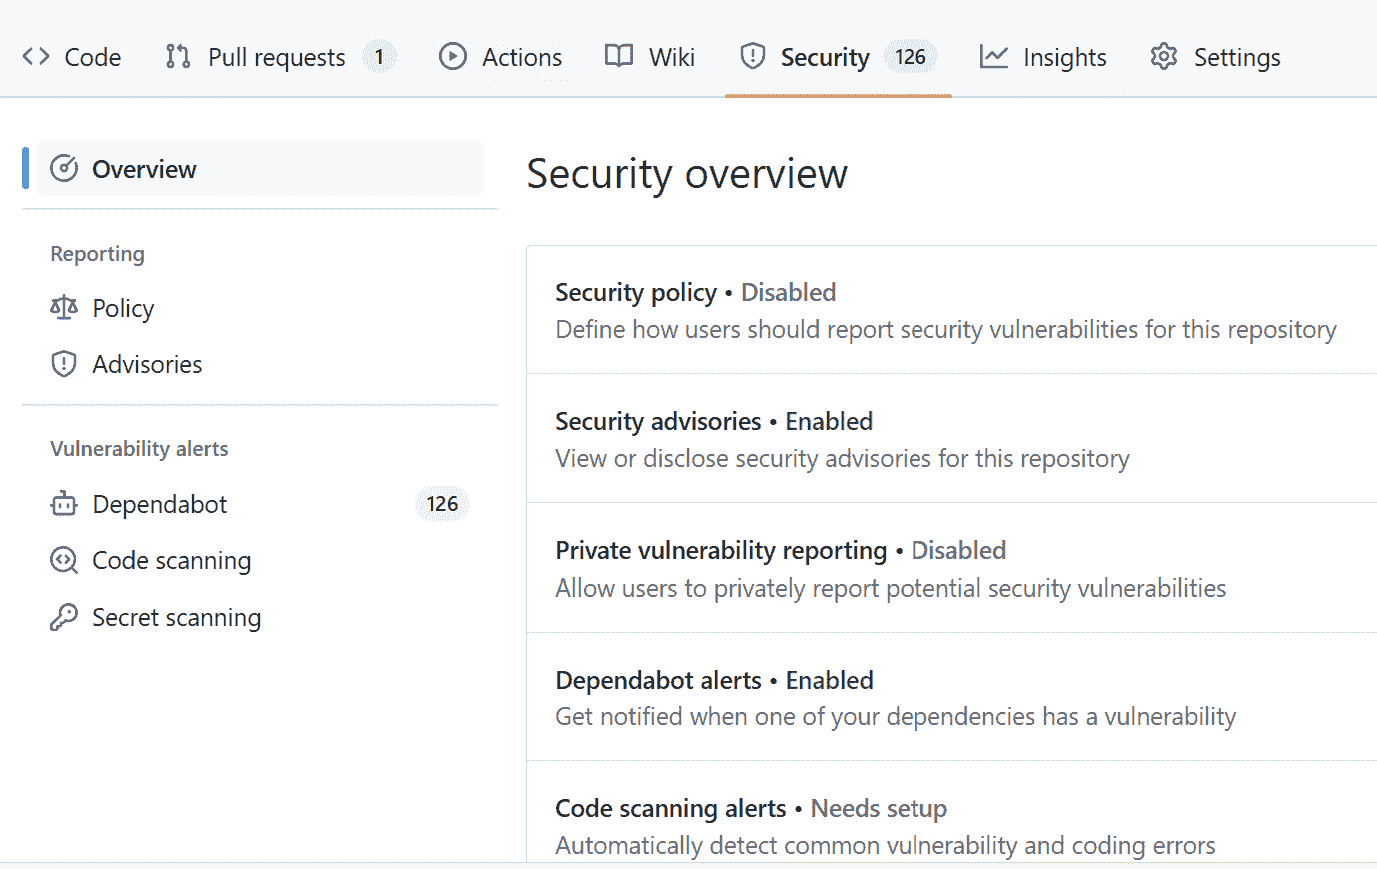 Code Pull requests 1 Actions Wiki Security 126 Insights Settings
Overview
Reporting
Policy
Advisories
Vulnerability alerts
Dependabot 126
Code scanning
Secret scanning
Security overview
Security policy • Disabled
Define how users should report security vulnerabilities for this repository
Security advisories • Enabled
View or disclose security advisories for this repository
Private vulnerability reporting • Disabled
Allow users to privately report potential security vulnerabilities
Dependabot alerts • Enabled
Get notified when one of your dependencies has a vulnerability
Code scanning alerts • Needs setup
Automatically detect common vulnerability and coding errors